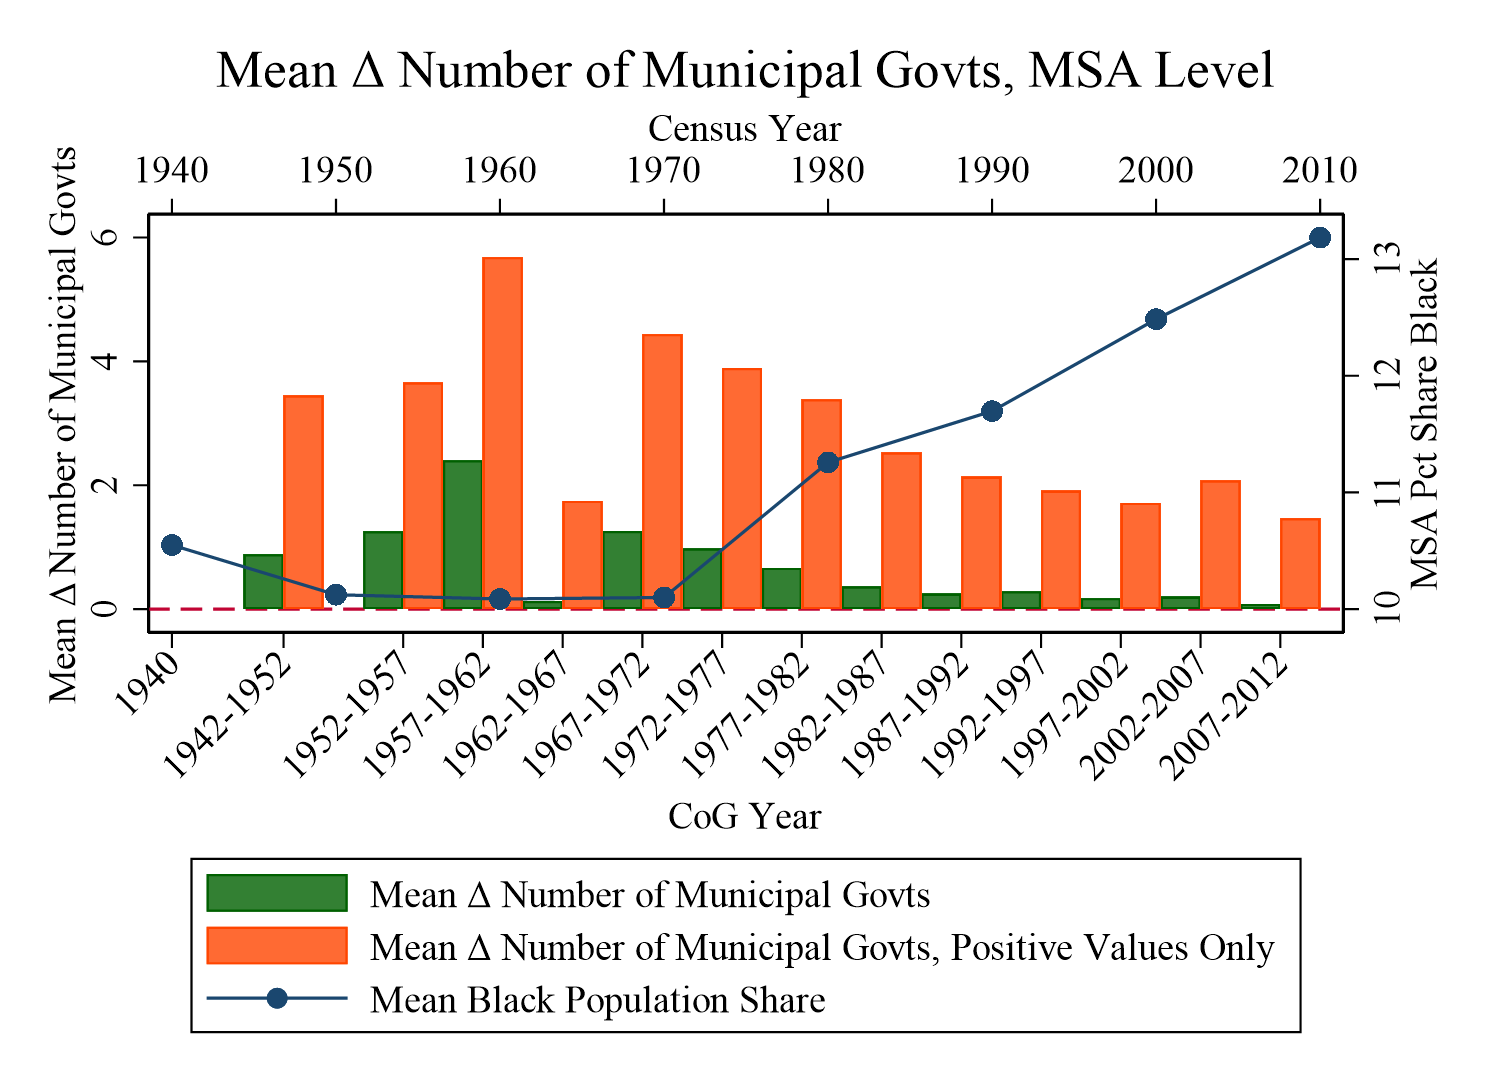 Mean Δ Number of Municipal Govts, MSA Level
Census Year
1940 1950 1960 1970 1980 1990 2000 2010
Mean Δ Number of Municipal Govts
6
4
2
0
13
12
11
10
MSA Pct Share Black
1940 1942-1952 1952-1957 1957-1962 1962-1967 1967-1972 1972-1977 1977-1982 1982-1987 1987-1992 1992-1997 1997-2002 2002-2007 2007-2012
CoG Year
Mean Δ Number of Municipal Govts
Mean Δ Number of Municipal Govts, Positive Values Only
Mean Black Population Share